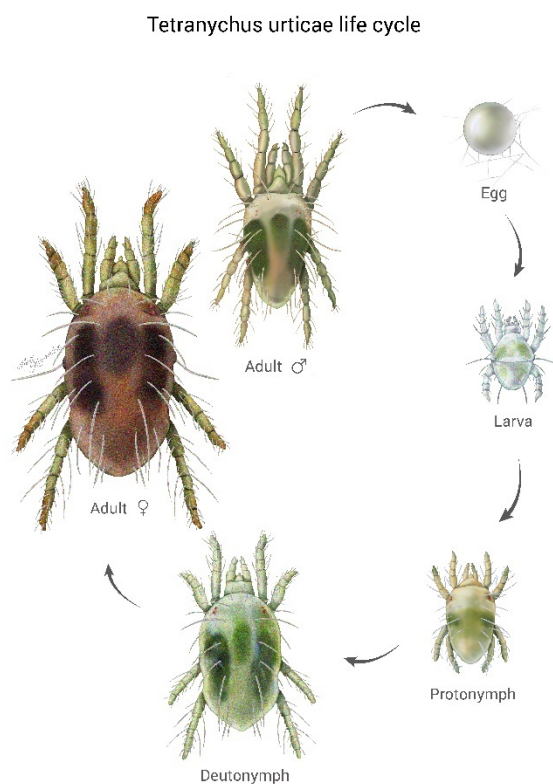 Tetranychus urticae life cycle
Egg
Adult ♂
Larva
Adult ♀
Protonymph
Deutonymph